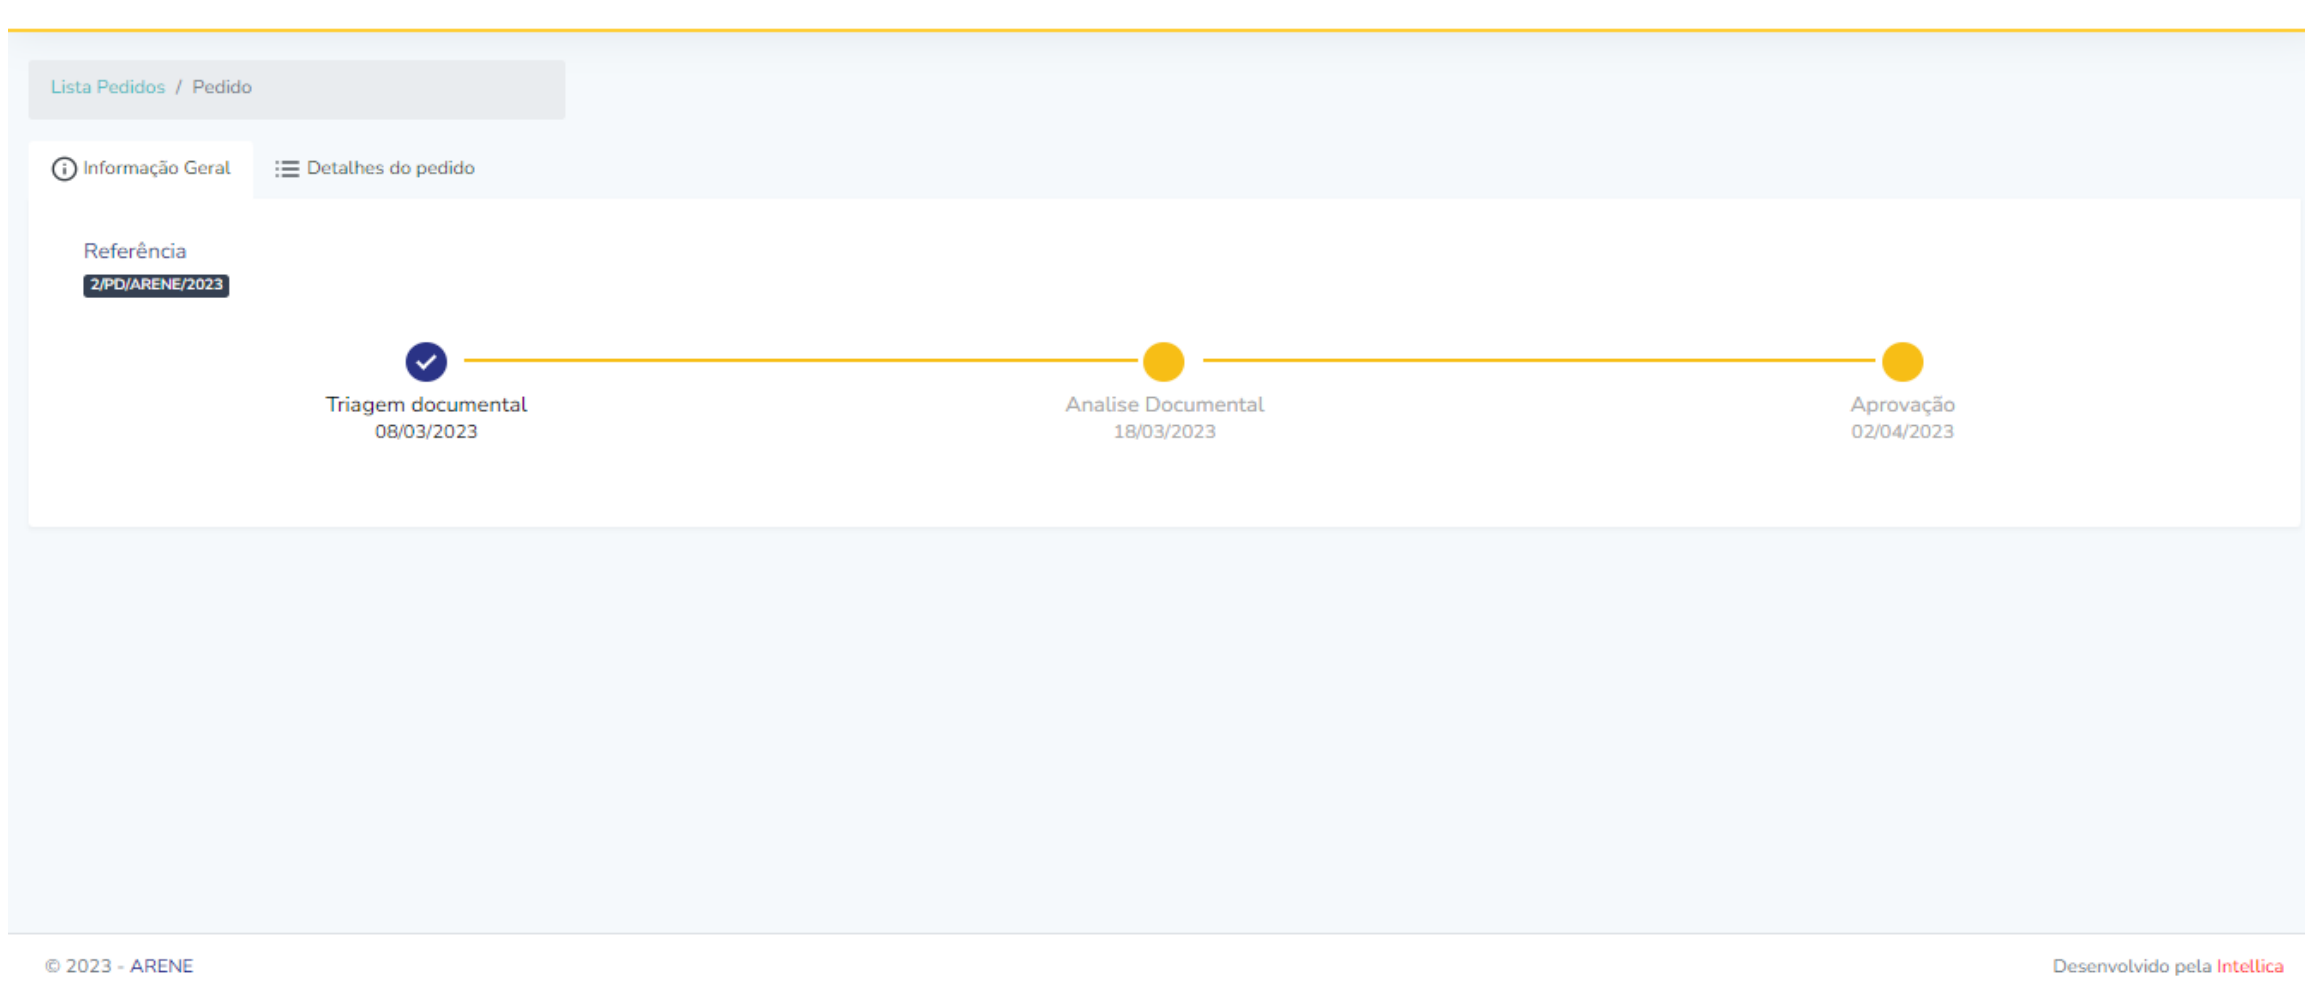 Lista Pedidos / Pedido
Informação Geral Detalhes do pedido
Referência
2/PD/ARENE/2023
Triagem documental Analise Documental Aprovação
08/03/2023 18/03/2023 02/04/2023
© 2023 - ARENE Desenvolvido pela Intellica